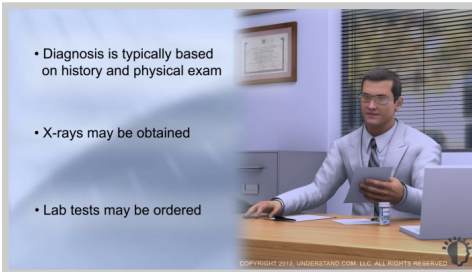 • Diagnosis is typically based
on history and physical exam
• X-rays may be obtained
• Lab tests may be ordered
COPYRIGHT 2012, UNDERSTAND.COM, LLC. ALL RIGHTS RESERVED